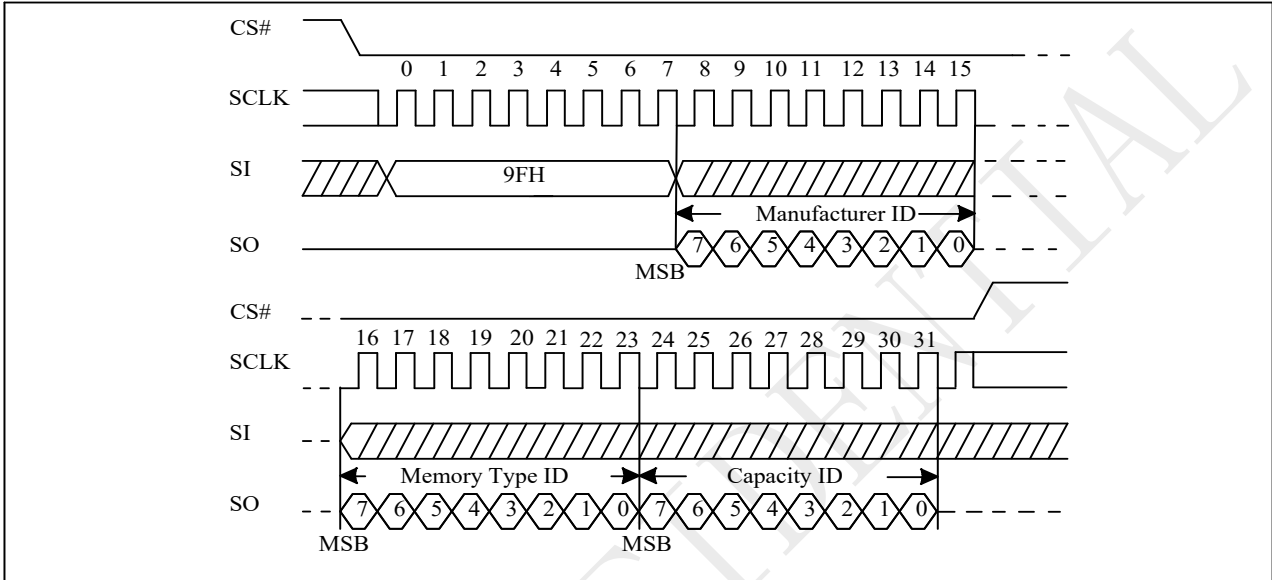 CS#
0 1 2 3 4 5 6 7 8 9 10 11 12 13 14 15
SCLK
SI
9FH
Manufacturer ID
SO
7 6 5 4 3 2 1 0
MSB
CS#
16 17 18 19 20 21 22 23 24 25 26 27 28 29 30 31
SCLK
SI
Memory Type ID Capacity ID
SO
7 6 5 4 3 2 1 0 7 6 5 4 3 2 1 0
MSB MSB
IDENTIAL